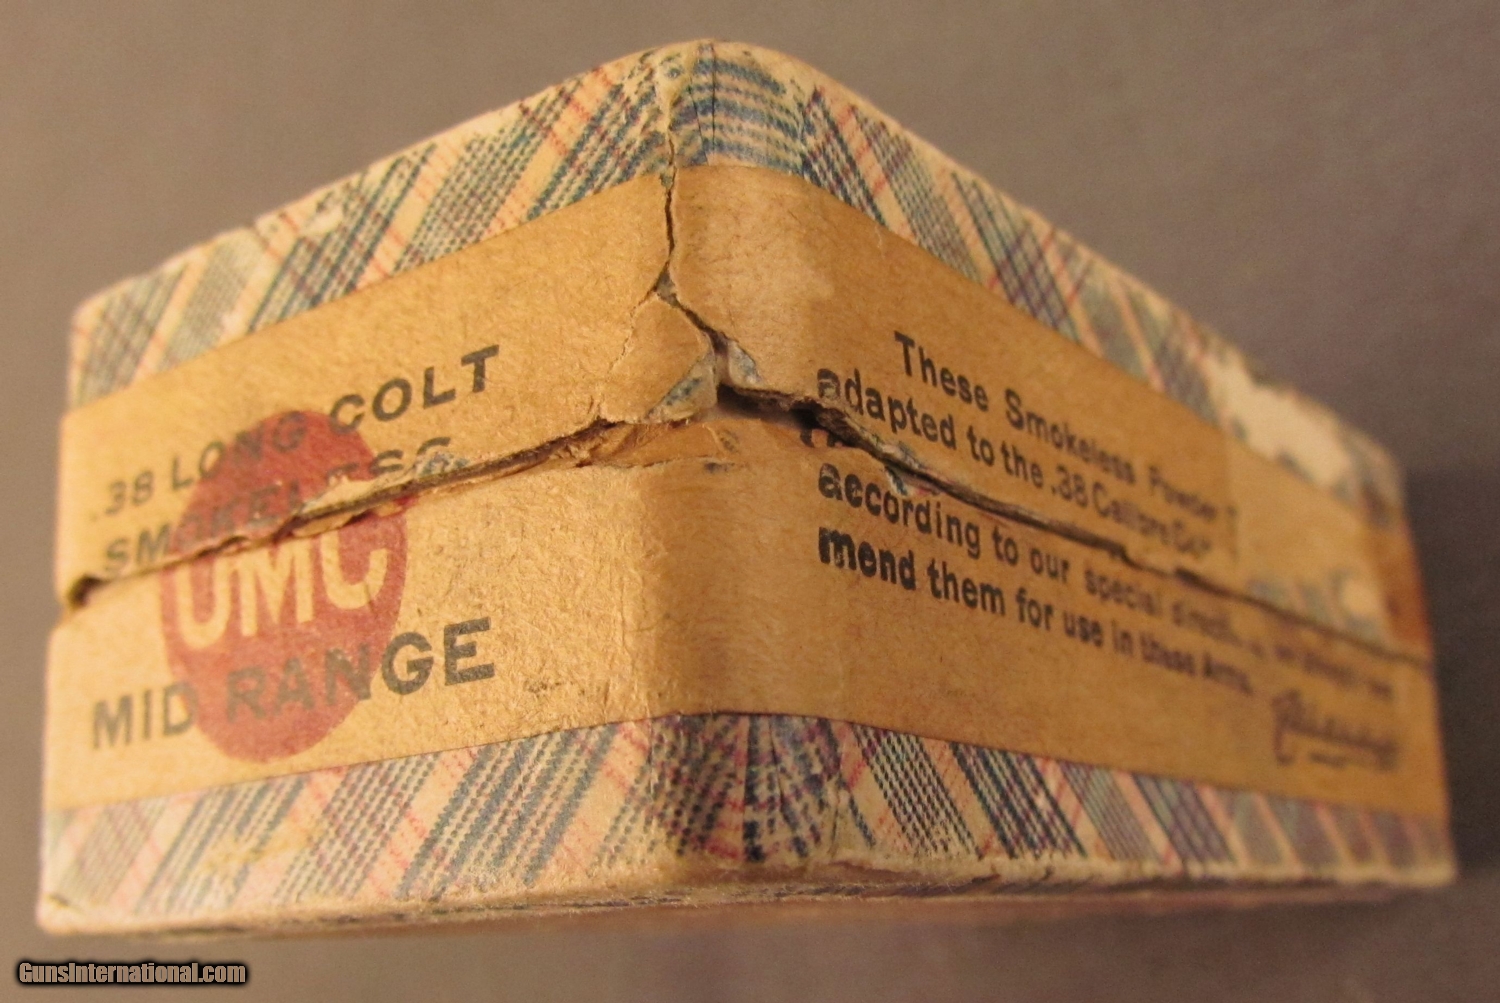 .38 LONG COLT
SMOKELESS
UMC
MID RANGE
These Smokeless Powder
adapted to the .38 Calibre
according to our special
mend them for use in these Arms.
GunsInternational.com